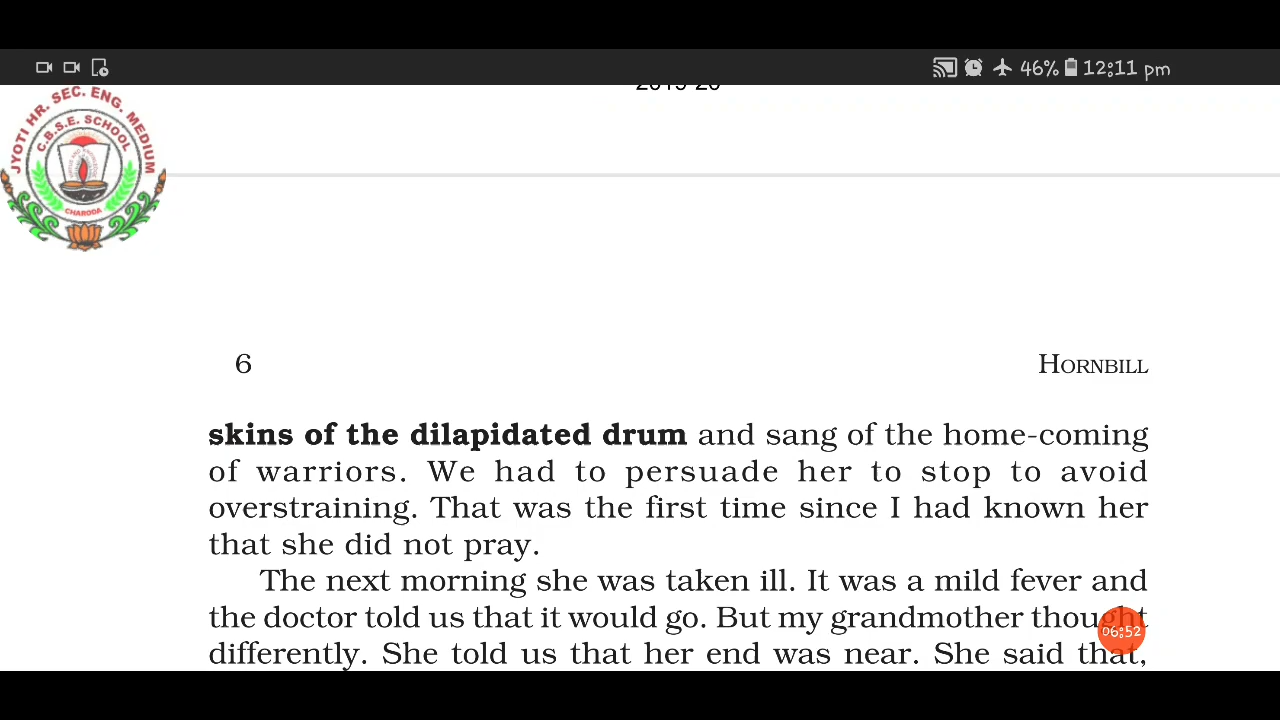 46% 12:11 pm
2019-20
JYOTI HR. SEC. ENG. MEDIUM
C.B.S.E. SCHOOL
CHARODA
6 HORNBILL
skins of the dilapidated drum and sang of the home-coming
of warriors. We had to persuade her to stop to avoid
overstraining. That was the first time since I had known her
that she did not pray.
The next morning she was taken ill. It was a mild fever and
the doctor told us that it would go. But my grandmother thought
differently. She told us that her end was near. She said that,
06:52